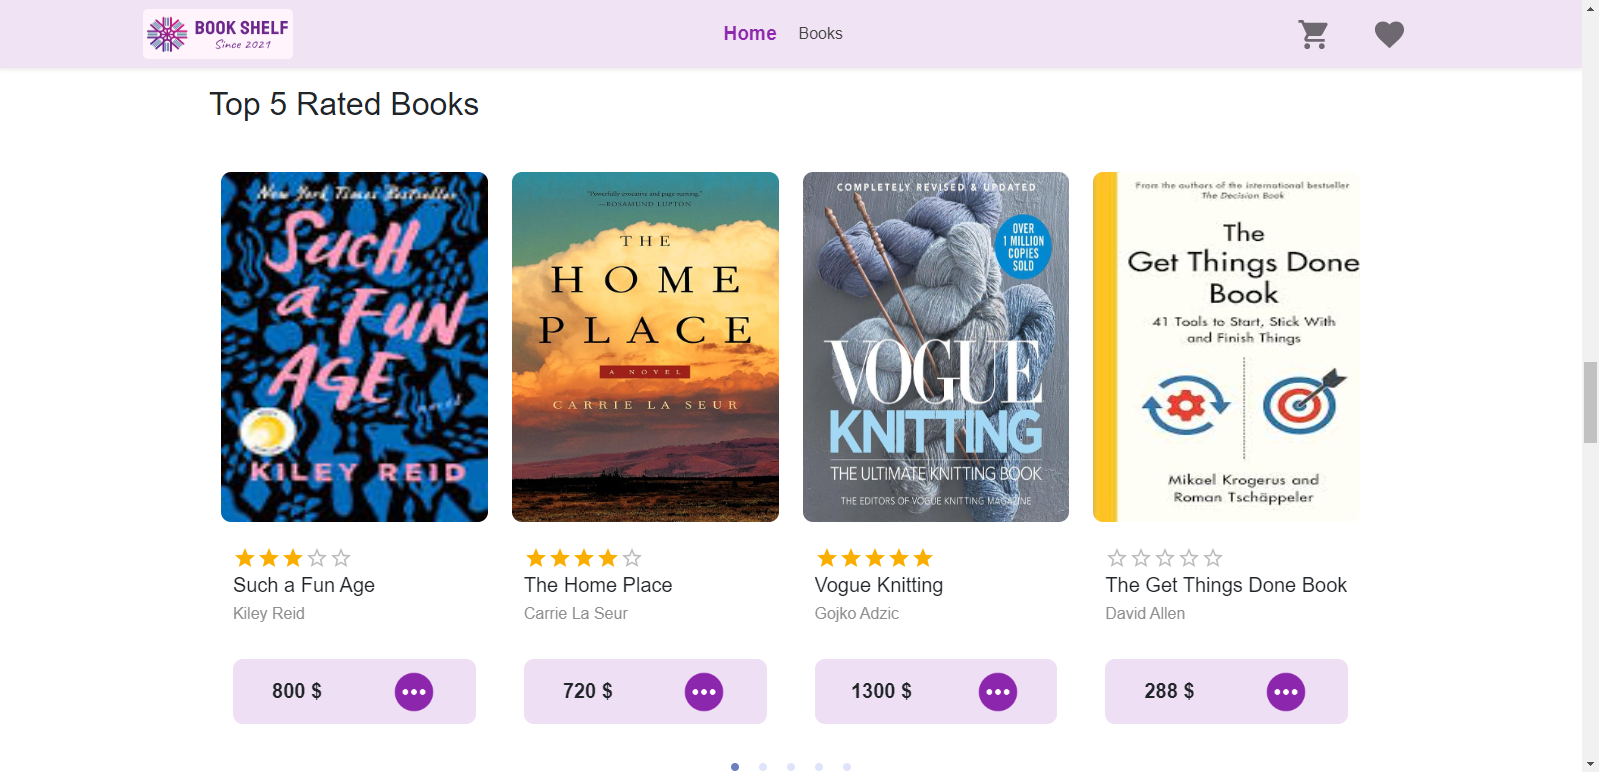 BOOK SHELF
Since 2021
Home
Books
Top 5 Rated Books
New York Times Bestseller
SUCH
a FUN
AGE
a novel
KILEY REID
"Powerfully evocative and page turning."
—ROSAMUND LUPTON
THE
HOME
PLACE
A NOVEL
CARRIE LA SEUR
COMPLETELY REVISED & UPDATED
OVER
1 MILLION
COPIES
SOLD
VOGUE
KNITTING
THE ULTIMATE KNITTING BOOK
THE EDITORS OF VOGUE KNITTING MAGAZINE
From the authors of the international bestseller
The Decision Book
The
Get Things Done
Book
41 Tools to Start, Stick With
and Finish Things
Mikael Krogerus and
Roman Tschäppeler
Such a Fun Age
Kiley Reid
800 $
The Home Place
Carrie La Seur
720 $
Vogue Knitting
Gojko Adzic
1300 $
The Get Things Done Book
David Allen
288 $